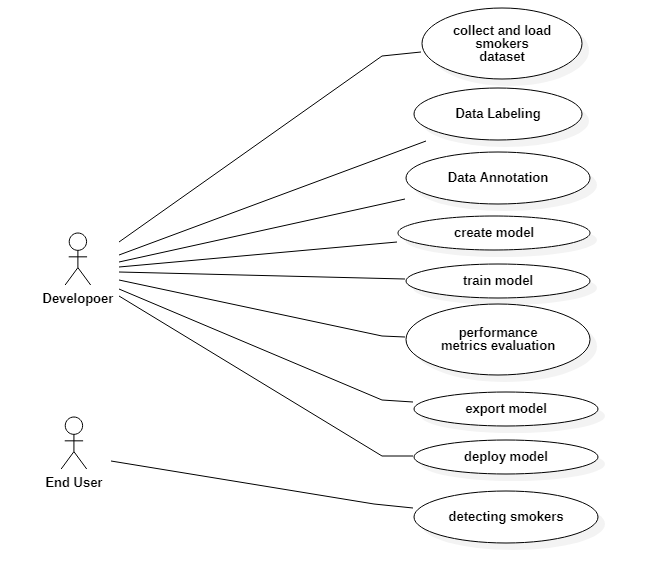 collect and load
smokers
dataset
Data Labeling
Data Annotation
create model
train model
Developoer
performance
metrics evaluation
export model
deploy model
End User
detecting smokers